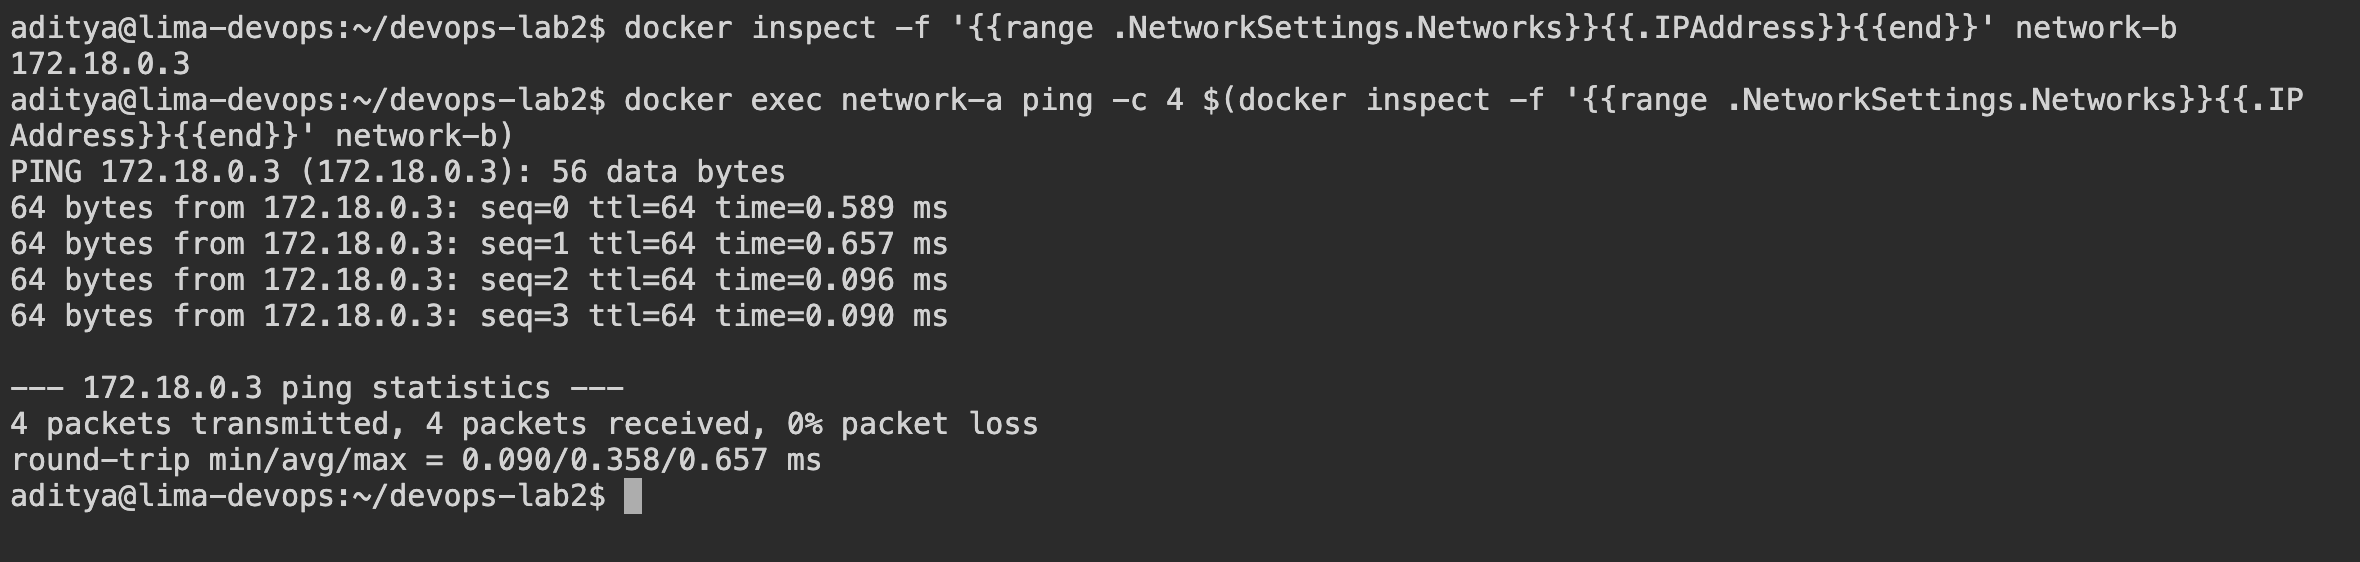 aditya@lima-devops:~/devops-lab2$ docker inspect -f '{{range .NetworkSettings.Networks}}{{.IPAddress}}{{end}}' network-b
172.18.0.3
aditya@lima-devops:~/devops-lab2$ docker exec network-a ping -c 4 $(docker inspect -f '{{range .NetworkSettings.Networks}}{{.IP
Address}}{{end}}' network-b)
PING 172.18.0.3 (172.18.0.3): 56 data bytes
64 bytes from 172.18.0.3: seq=0 ttl=64 time=0.589 ms
64 bytes from 172.18.0.3: seq=1 ttl=64 time=0.657 ms
64 bytes from 172.18.0.3: seq=2 ttl=64 time=0.096 ms
64 bytes from 172.18.0.3: seq=3 ttl=64 time=0.090 ms

--- 172.18.0.3 ping statistics ---
4 packets transmitted, 4 packets received, 0% packet loss
round-trip min/avg/max = 0.090/0.358/0.657 ms
aditya@lima-devops:~/devops-lab2$